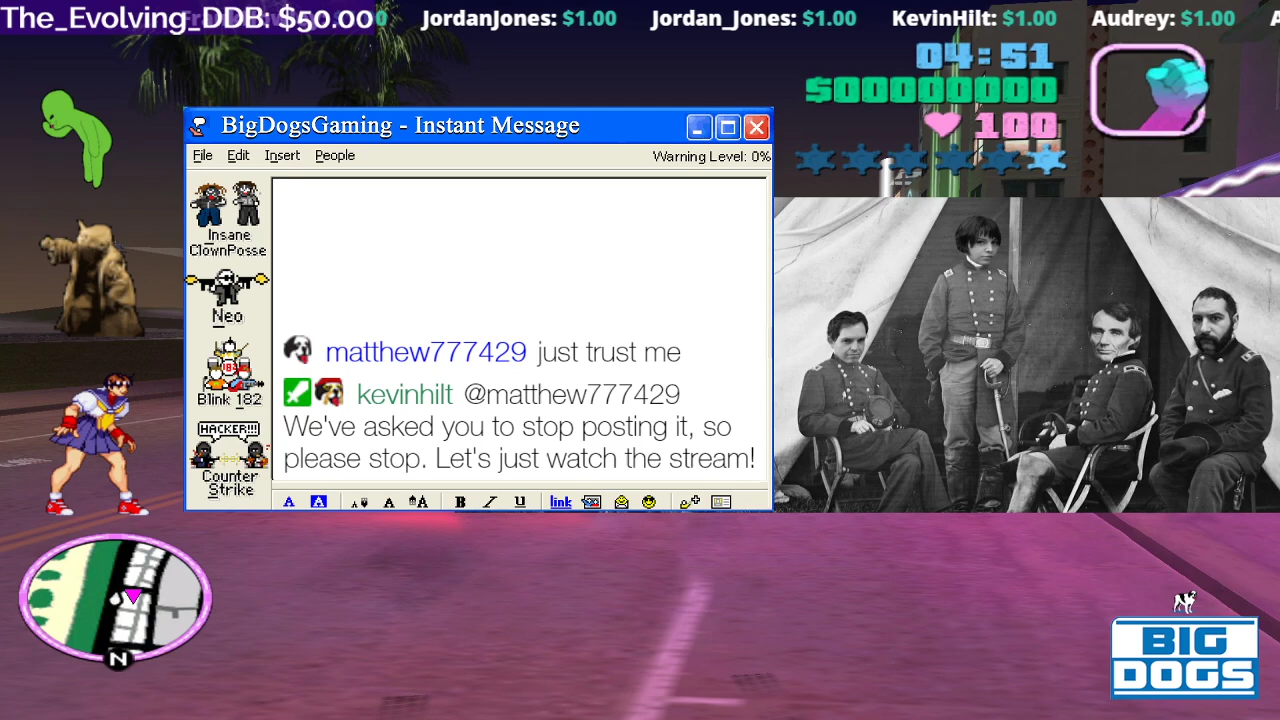 The_Evolving_DDB: $50.00 JordanJones: $1.00 Jordan_Jones: $1.00 KevinHilt: $1.00 Audrey: $1.00
04:51
$00000000
100
BigDogsGaming - Instant Message
File Edit Insert People Warning Level: 0%
Insane
ClownPosse
Neo
182
Blink 182
HACKER!!!
Counter
Strike
matthew777429 just trust me
kevinhilt @matthew777429
We've asked you to stop posting it, so
please stop. Let's just watch the stream!
A A A A A B I U link
N
BIG
DOGS